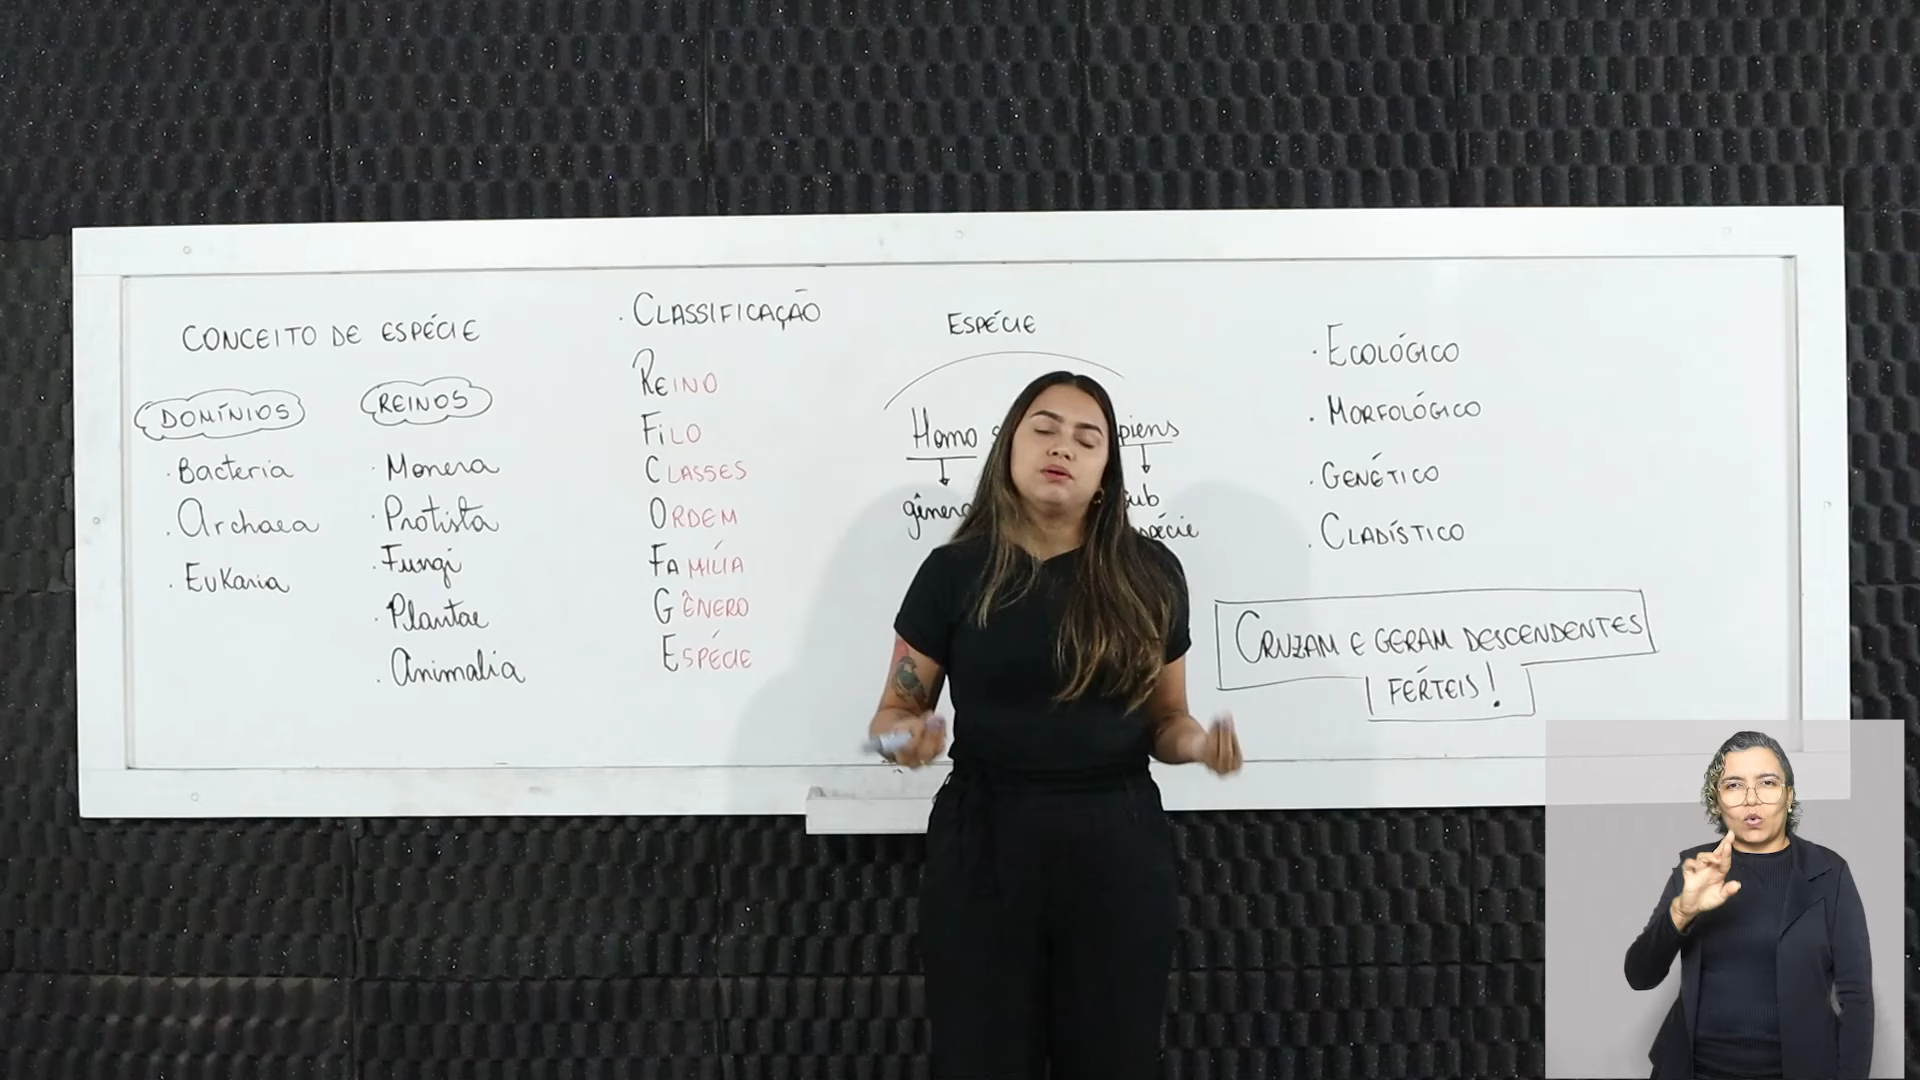 CONCEITO DE ESPÉCIE
DOMÍNIOS
· Bacteria
· Archaea
· Eukaria
REINOS
· Monera
· Protista
· Fungi
· Plantae
· Animalia
· CLASSIFICAÇÃO
REINO
FILO
CLASSES
ORDEM
FAMÍLIA
GÊNERO
ESPÉCIE
ESPÉCIE
Homo
· ECOLÓGICO
· MORFOLÓGICO
· GENÉTICO
· CLADÍSTICO
CRUZAM E GERAM DESCENDENTES
FÉRTEIS!